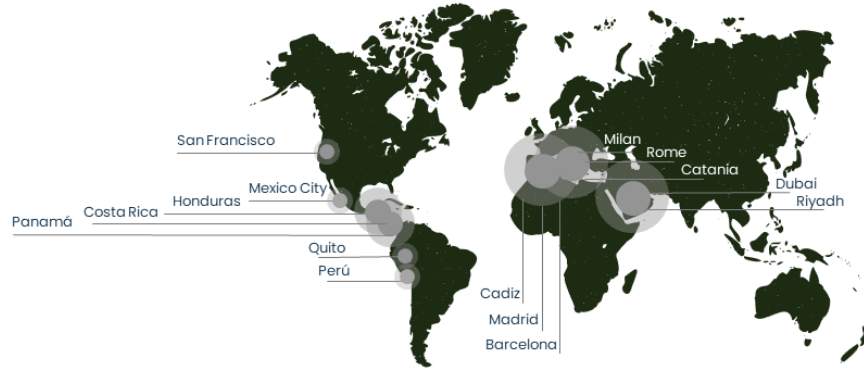 San Francisco
Mexico City
Honduras
Costa Rica
Panamá
Quito
Perú
Milan
Rome
Catania
Dubai
Riyadh
Cadiz
Madrid
Barcelona